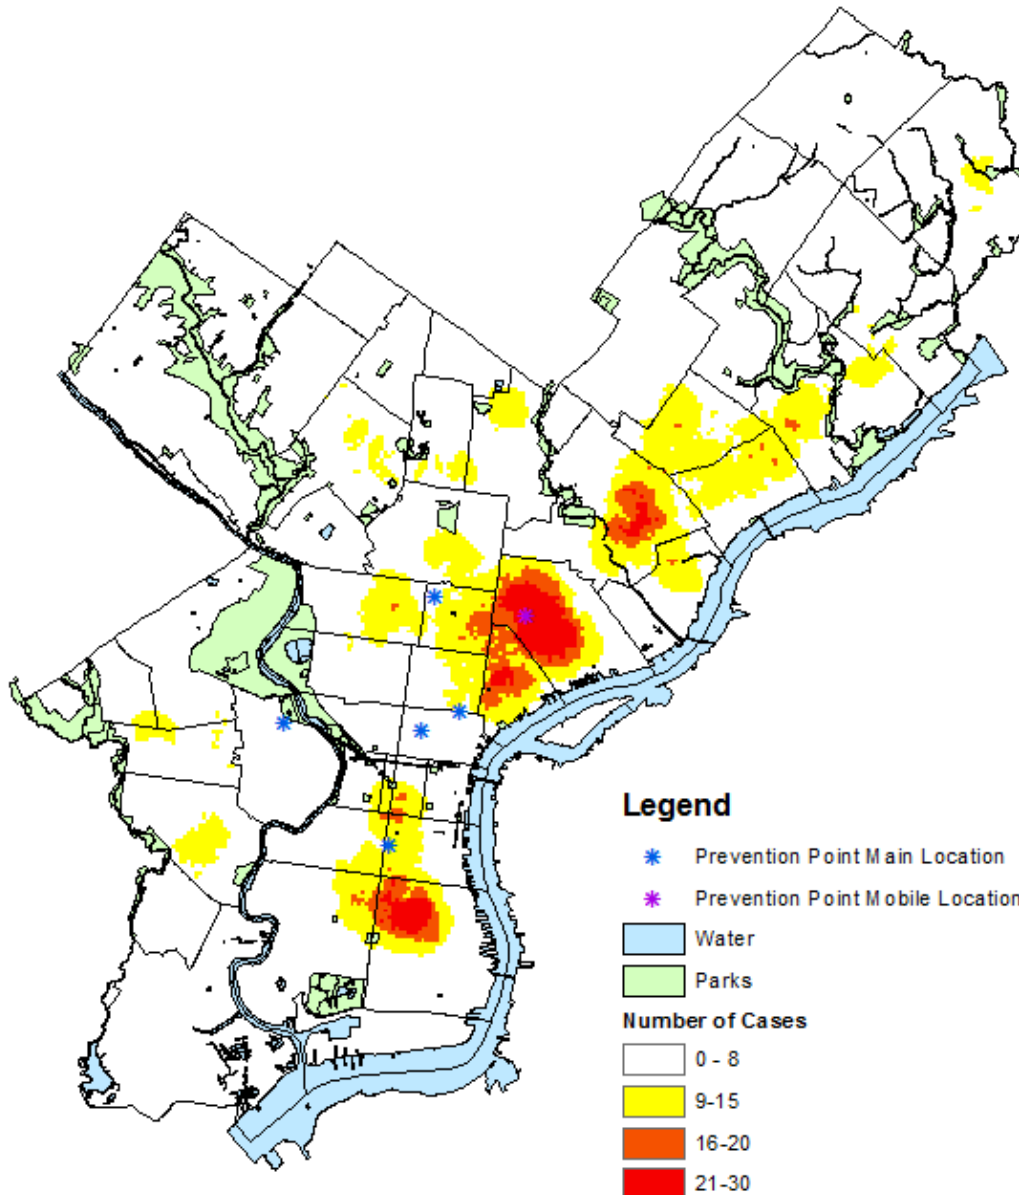 Legend
Prevention Point Main Location
Prevention Point Mobile Location
Water
Parks
Number of Cases
0 - 8
9-15
16-20
21-30